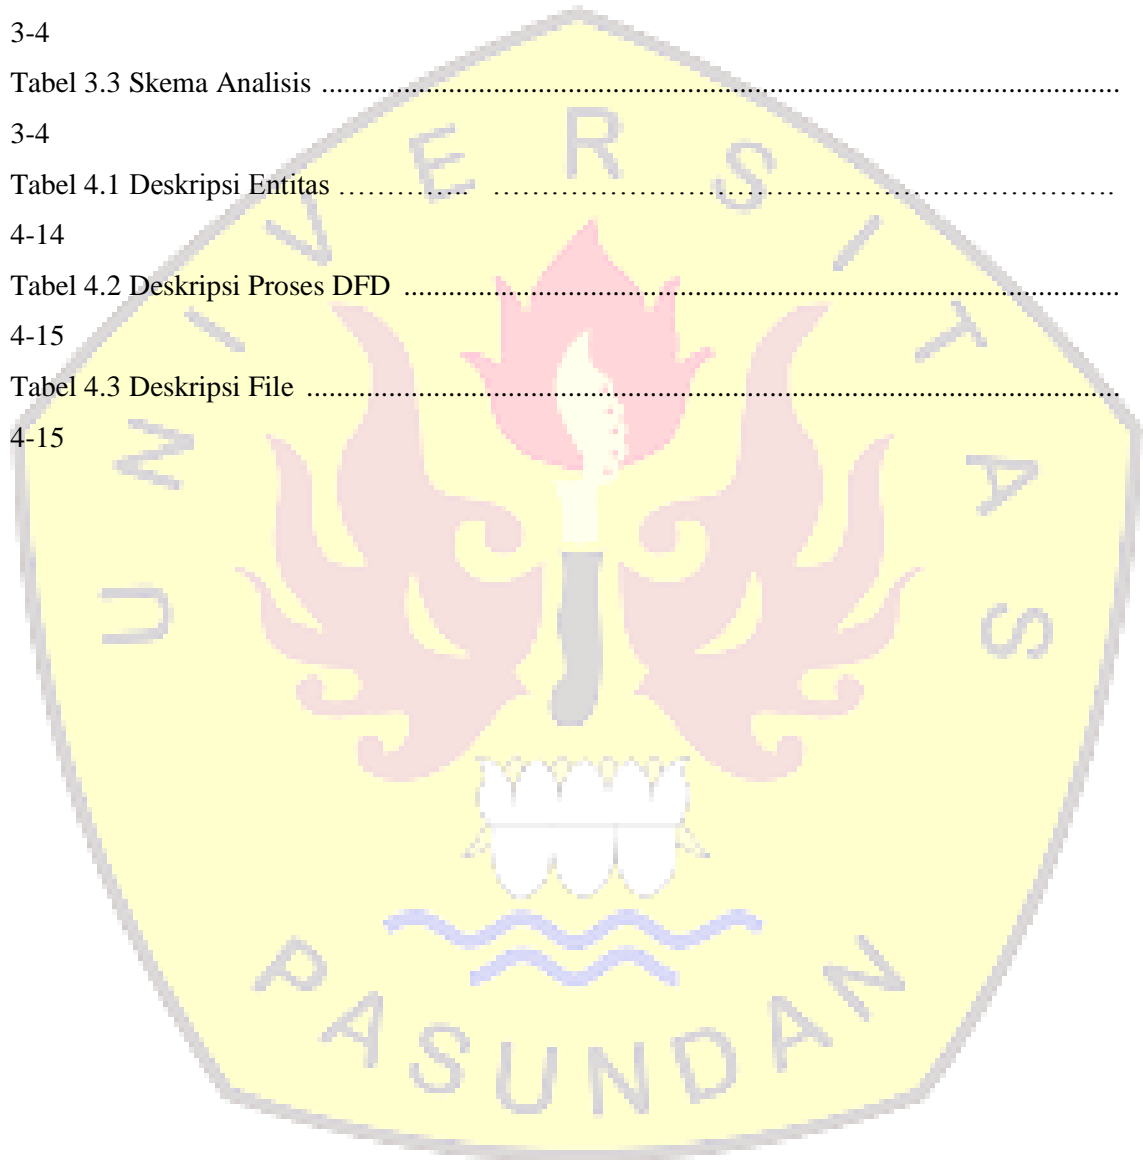 3-4
Tabel 3.3 Skema Analisis ............................................................................................................
3-4
Tabel 4.1 Deskripsi Entitas ………….. …………………………………………………………………….
4-14
Tabel 4.2 Deskripsi Proses DFD .................................................................................................
4-15
Tabel 4.3 Deskripsi File ..............................................................................................................
4-15
UNIVERSITAS
PASUNDAN